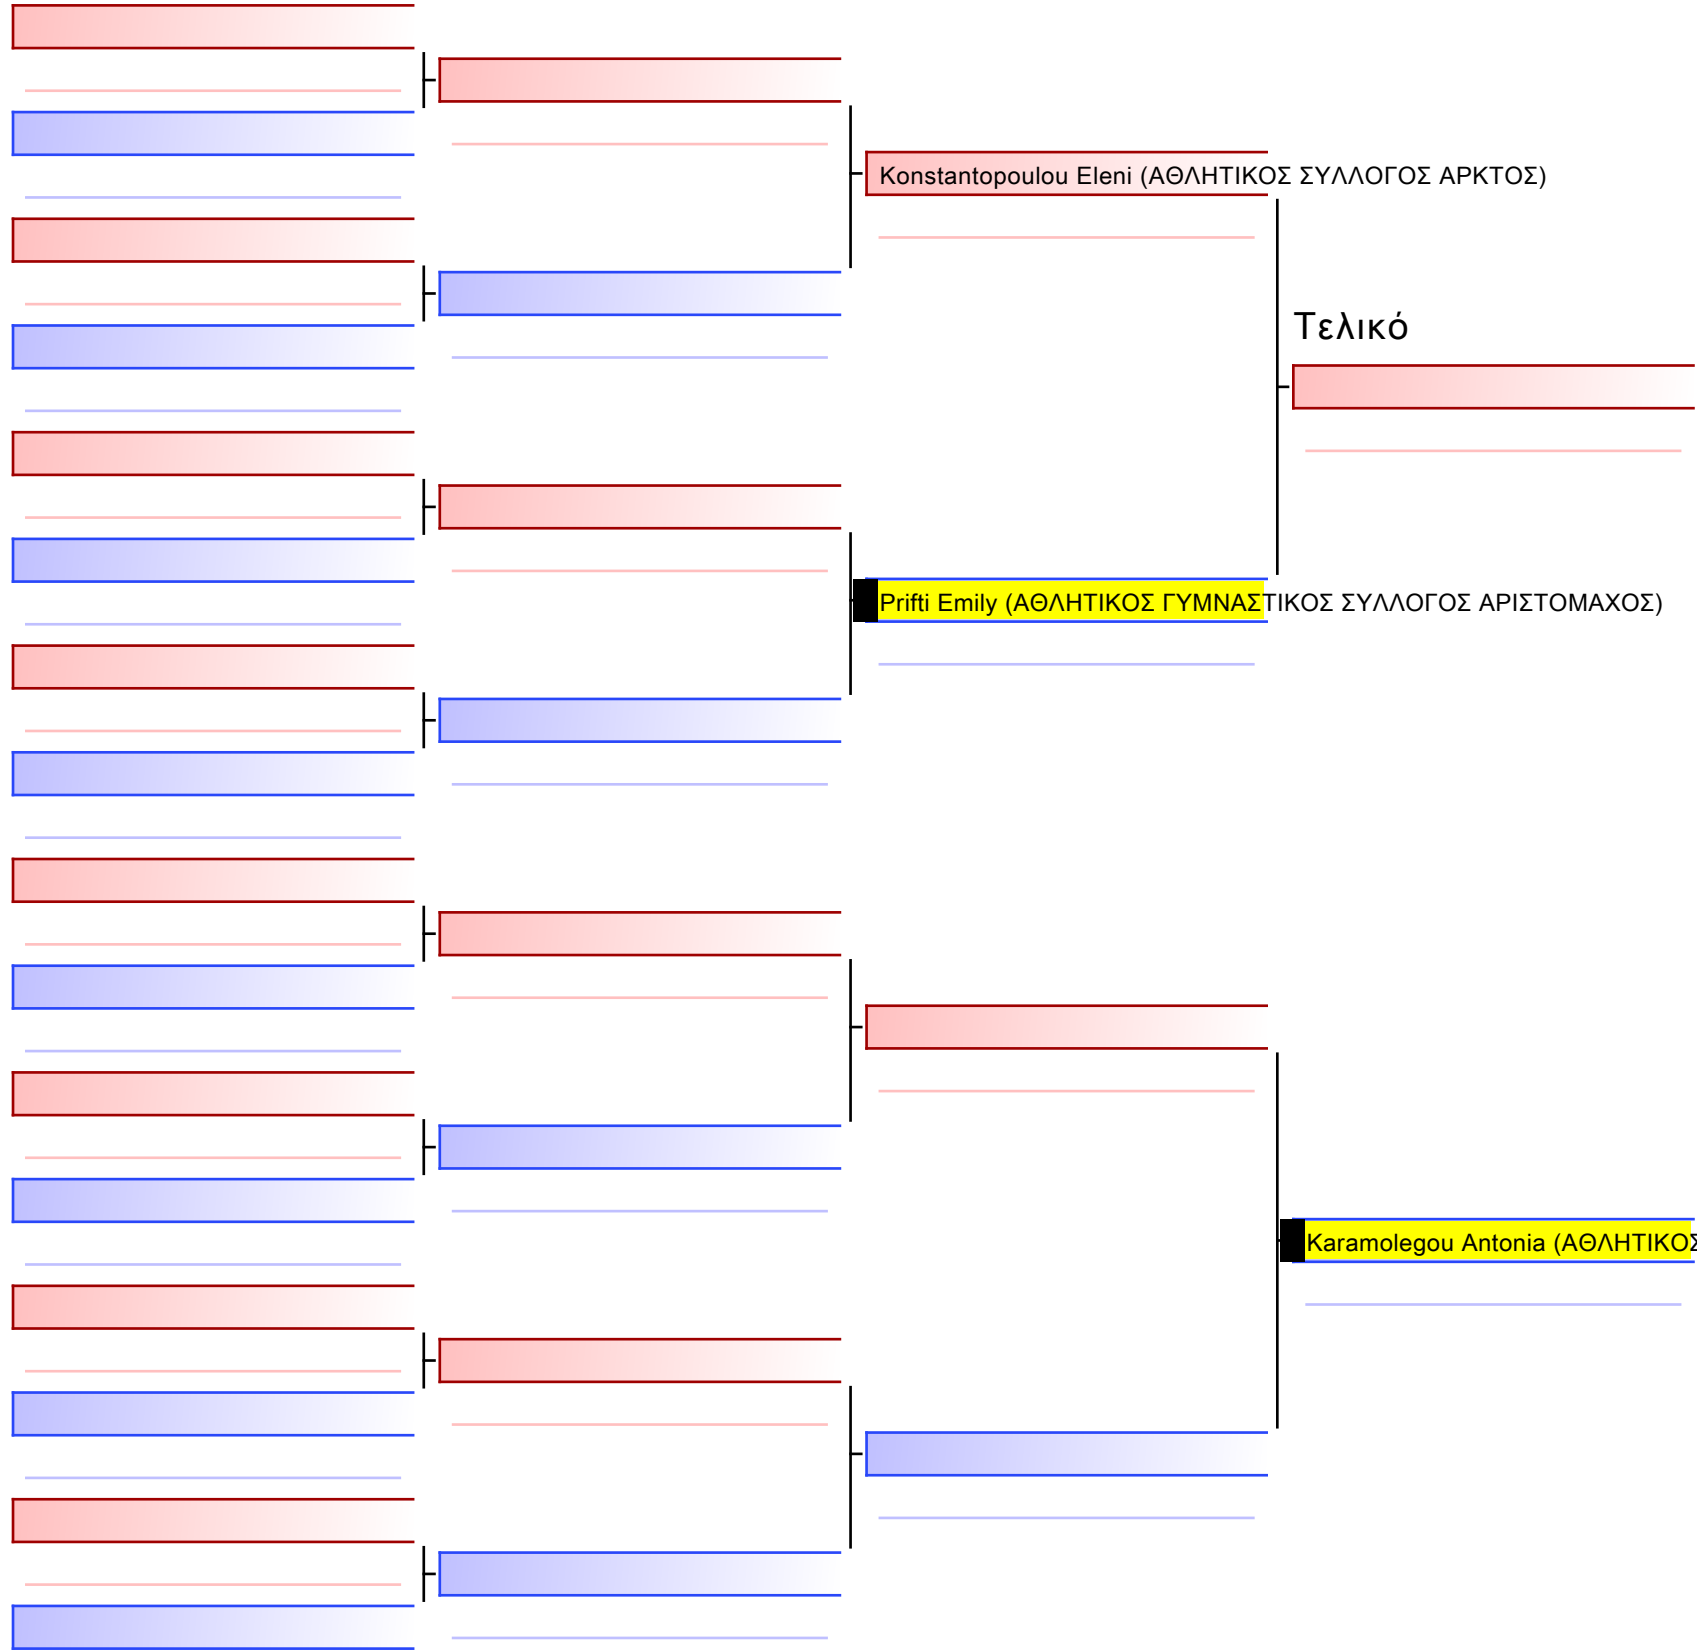 Konstantopoulou Eleni (ΑΘΛΗΤΙΚΟΣ ΣΥΛΛΟΓΟΣ ΑΡΚΤΟΣ)
Τελικό
Prifti Emily (ΑΘΛΗΤΙΚΟΣ ΓΥΜΝΑΣΤΙΚΟΣ ΣΥΛΛΟΓΟΣ ΑΡΙΣΤΟΜΑΧΟΣ)
Karamolegou Antonia (ΑΘΛΗΤΙΚΟΣ